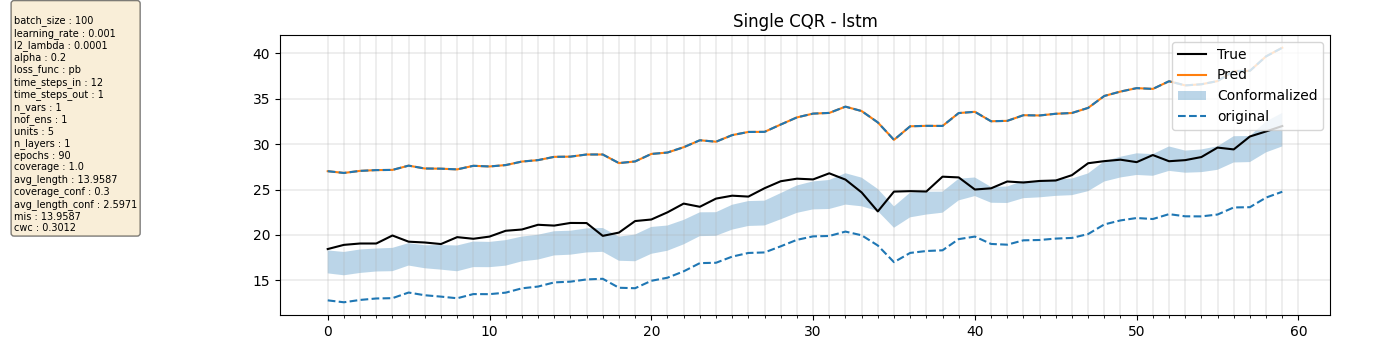 batch_size : 100
learning_rate : 0.001
l2_lambda : 0.0001
alpha : 0.2
loss_func : pb
time_steps_in : 12
time_steps_out : 1
n_vars : 1
nof_ens : 1
units : 5
n_layers : 1
epochs : 90
coverage : 1.0
avg_length : 13.9587
coverage_conf : 0.3
avg_length_conf : 2.5971
mis : 13.9587
cwc : 0.3012
Single CQR - lstm
True
Pred
Conformalized
original
40
35
30
25
20
15
0 10 20 30 40 50 60